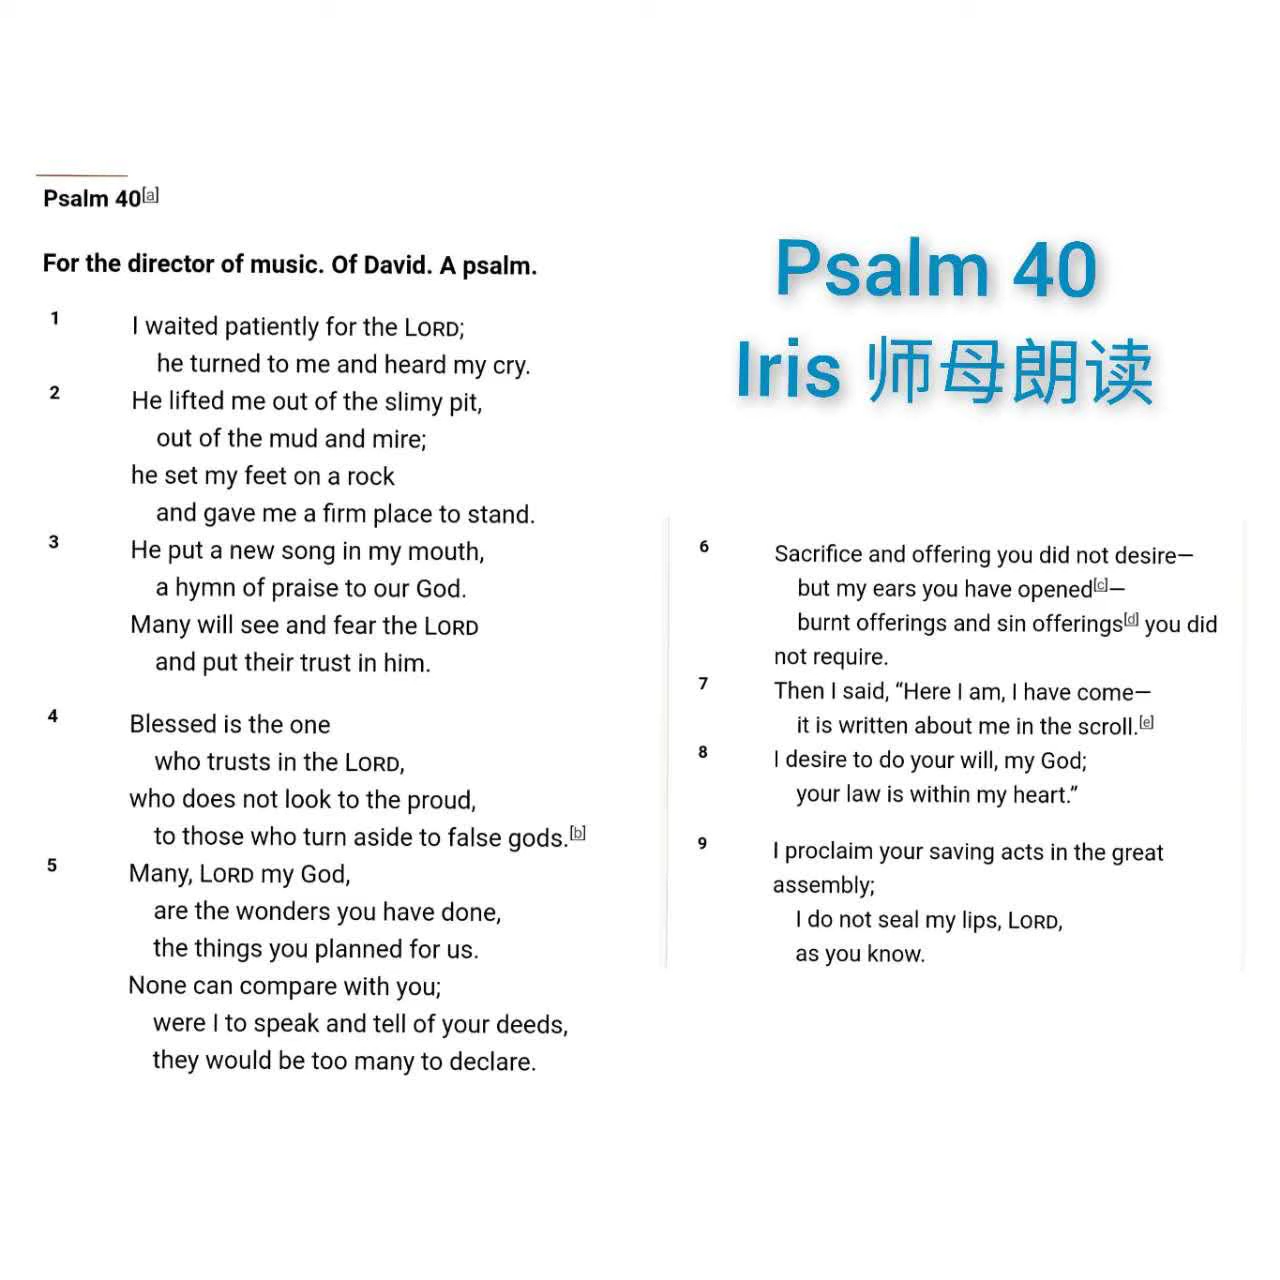 Psalm 40[a]
For the director of music. Of David. A psalm.
1 I waited patiently for the LORD;
he turned to me and heard my cry.
2 He lifted me out of the slimy pit,
out of the mud and mire;
he set my feet on a rock
and gave me a firm place to stand.
3 He put a new song in my mouth,
a hymn of praise to our God.
Many will see and fear the LORD
and put their trust in him.
4 Blessed is the one
who trusts in the LORD,
who does not look to the proud,
to those who turn aside to false gods.[b]
5 Many, LORD my God,
are the wonders you have done,
the things you planned for us.
None can compare with you;
were I to speak and tell of your deeds,
they would be too many to declare.
Psalm 40
Iris 师母朗读
6 Sacrifice and offering you did not desire—
but my ears you have opened[c]—
burnt offerings and sin offerings[d] you did
not require.
7 Then I said, “Here I am, I have come—
it is written about me in the scroll.[e]
8 I desire to do your will, my God;
your law is within my heart.”
9 I proclaim your saving acts in the great
assembly;
I do not seal my lips, LORD,
as you know.